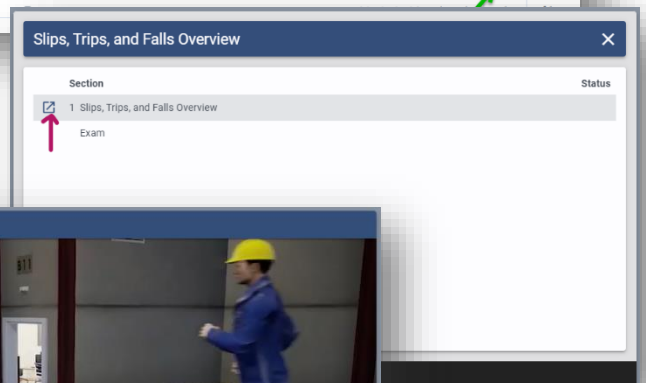 Slips, Trips, and Falls Overview
Section Status
1 Slips, Trips, and Falls Overview
Exam